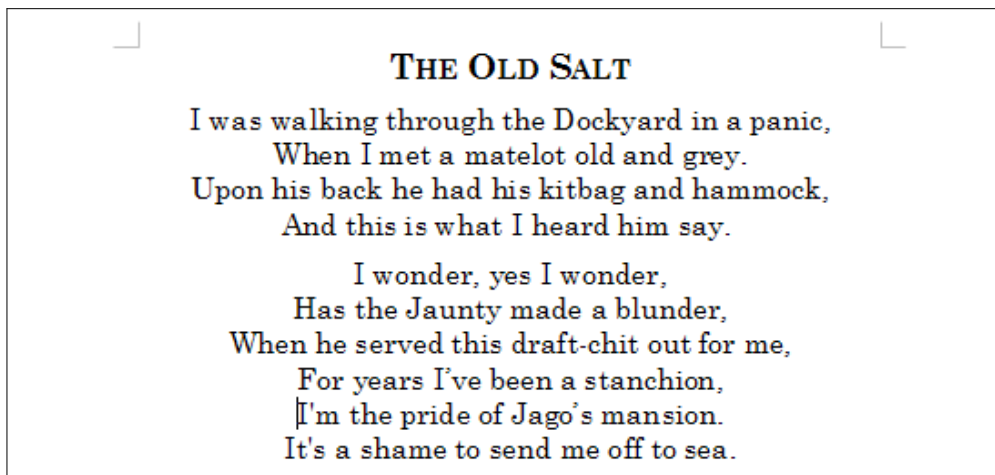 THE OLD SALT
I was walking through the Dockyard in a panic,
When I met a matelot old and grey.
Upon his back he had his kitbag and hammock,
And this is what I heard him say.
I wonder, yes I wonder,
Has the Jaunty made a blunder,
When he served this draft-chit out for me,
For years I’ve been a stanchion,
I'm the pride of Jago’s mansion.
It's a shame to send me off to sea.